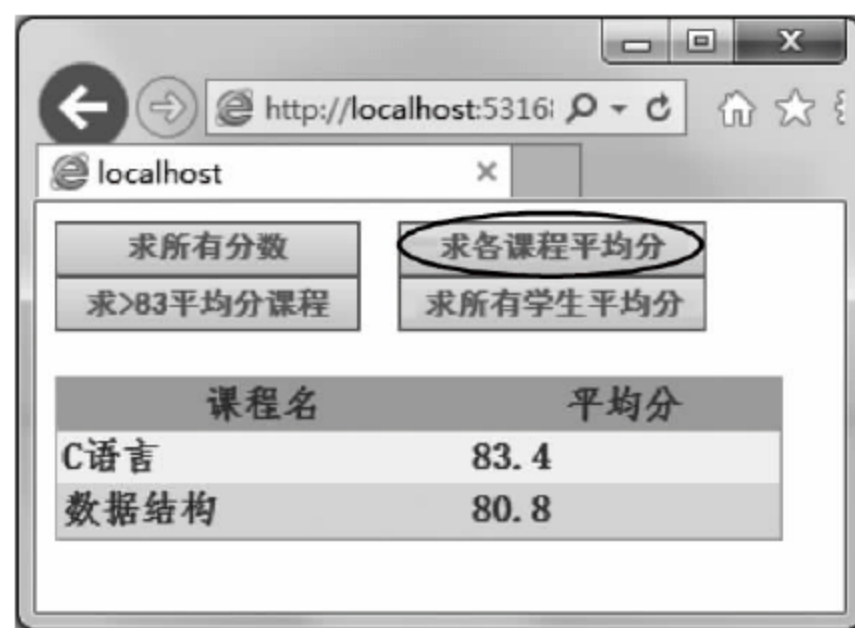 http://localhost:5316
localhost
求所有分数
求各课程平均分
求>83平均分课程
求所有学生平均分
课程名 平均分
C语言 83.4
数据结构 80.8